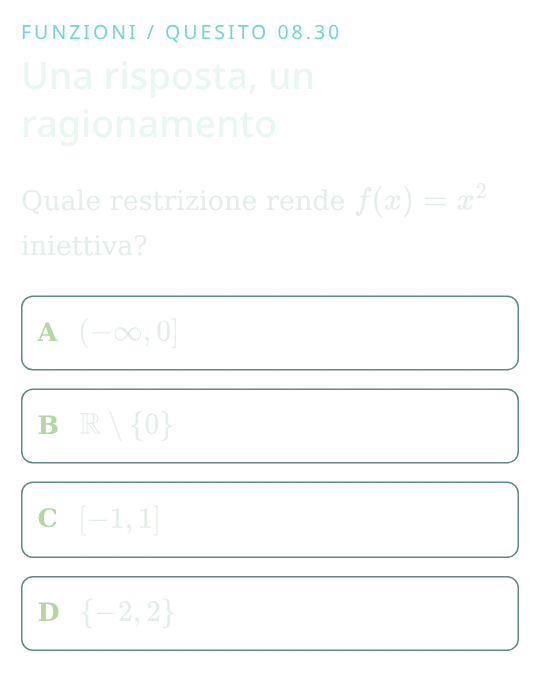 FUNZIONI / QUESITO 08.30
Una risposta, un
ragionamento
Quale restrizione rende f(x) = x²
iniettiva?
A (−∞, 0]
B ℝ \ {0}
C [−1, 1]
D {−2, 2}